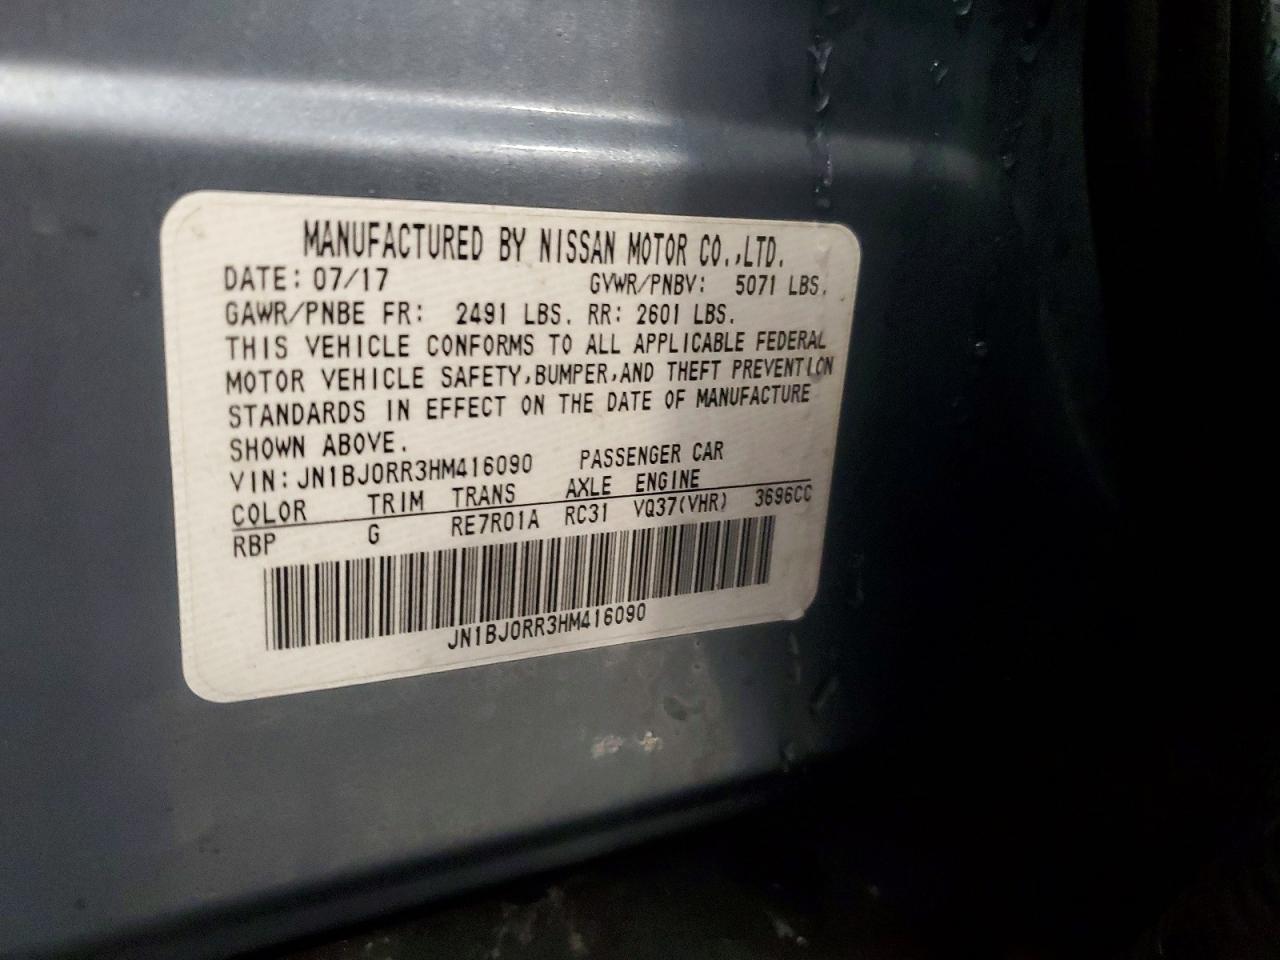 MANUFACTURED BY NISSAN MOTOR CO.,LTD.
DATE: 07/17 GVWR/PNBV: 5071 LBS.
GAWR/PNBE FR: 2491 LBS. RR: 2601 LBS.
THIS VEHICLE CONFORMS TO ALL APPLICABLE FEDERAL
MOTOR VEHICLE SAFETY,BUMPER,AND THEFT PREVENTION
STANDARDS IN EFFECT ON THE DATE OF MANUFACTURE
SHOWN ABOVE.
VIN:JN1BJ0RR3HM416090 PASSENGER CAR
COLOR TRIM TRANS AXLE ENGINE
RBP G RE7R01A RC31 VQ37(VHR) 3696CC
JN1BJ0RR3HM416090